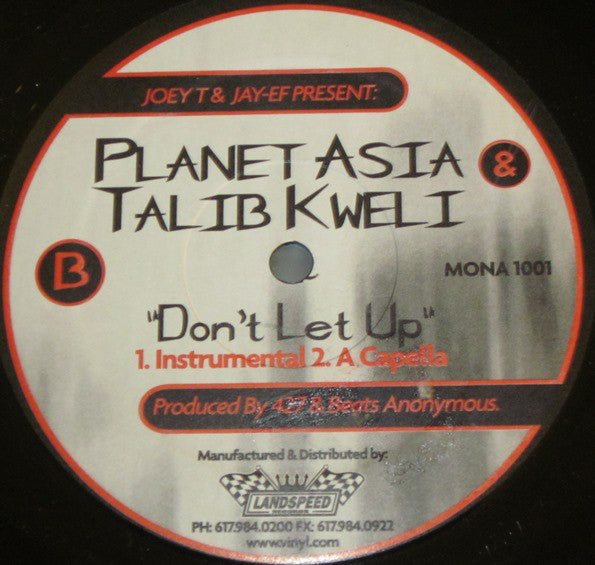 JOEY T & JAY-EF PRESENT:
PLANET ASIA &
TALIB KWELI
B
MONA 1001
"Don't Let Up"
1. Instrumental 2. A Capella
Produced By 427 & Beats Anonymous.
Manufactured & Distributed by:
LANDSPEED
RECORDS
PH: 617.984.0200 FX: 617.984.0922
www.vinyl.com